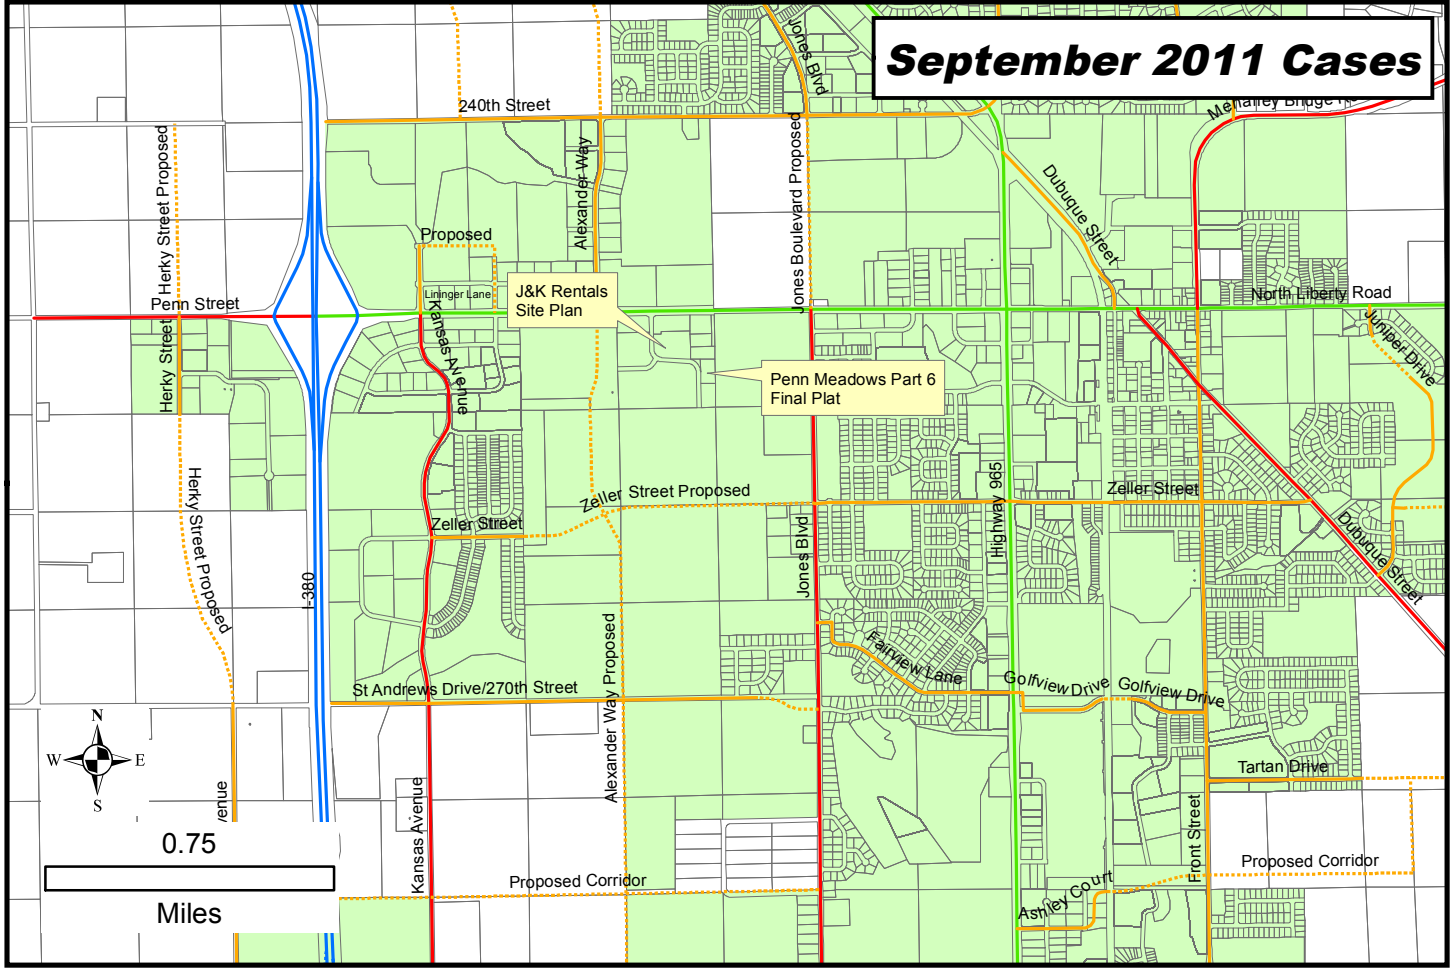 September 2011 Cases
Jones Blvd
240th Street
Alexander Way
Herky Street Proposed
Jones Boulevard Proposed
Dubuque Street
Proposed
Lininger Lane
J&K Rentals
Site Plan
Penn Street
North Liberty Road
Herky Street
Kansas Avenue
Juniper Drive
Penn Meadows Part 6
Final Plat
Herky Street Proposed
Zeller Street Proposed
Zeller Street
Zeller Street
Highway 965
Jones Blvd
Dubuque Street
I-380
Alexander Way Proposed
Fairview Lane
St Andrews Drive/270th Street
Golfview Drive
Golfview Drive
N
W
E
S
Tartan Drive
Kansas Avenue
venue
Front Street
0.75
Miles
Proposed Corridor
Proposed Corridor
Ashley Court